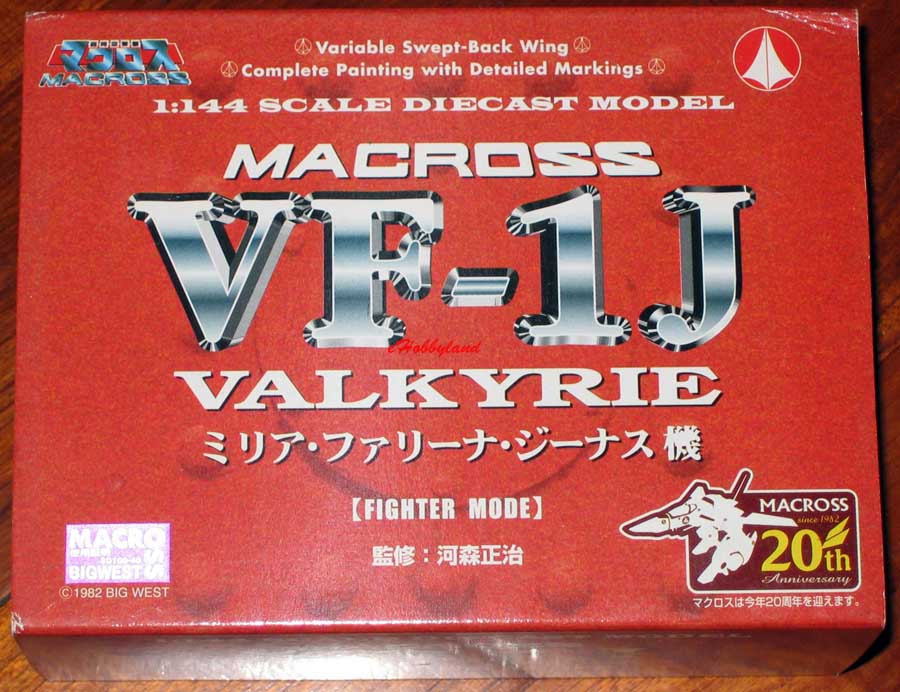 マクロス
MACROSS
Variable Swept-Back Wing
Complete Painting with Detailed Markings
1:144 SCALE DIECAST MODEL
MACROSS
VF-1J
eHobbyland
VALKYRIE
ミリア・ファリーナ・ジーナス機
【FIGHTER MODE】
監修：河森正治
MACROSS
BIGWEST
©1982 BIG WEST
MACROSS
since 1982
20th
Anniversary
マクロスは今年20周年を迎えます。